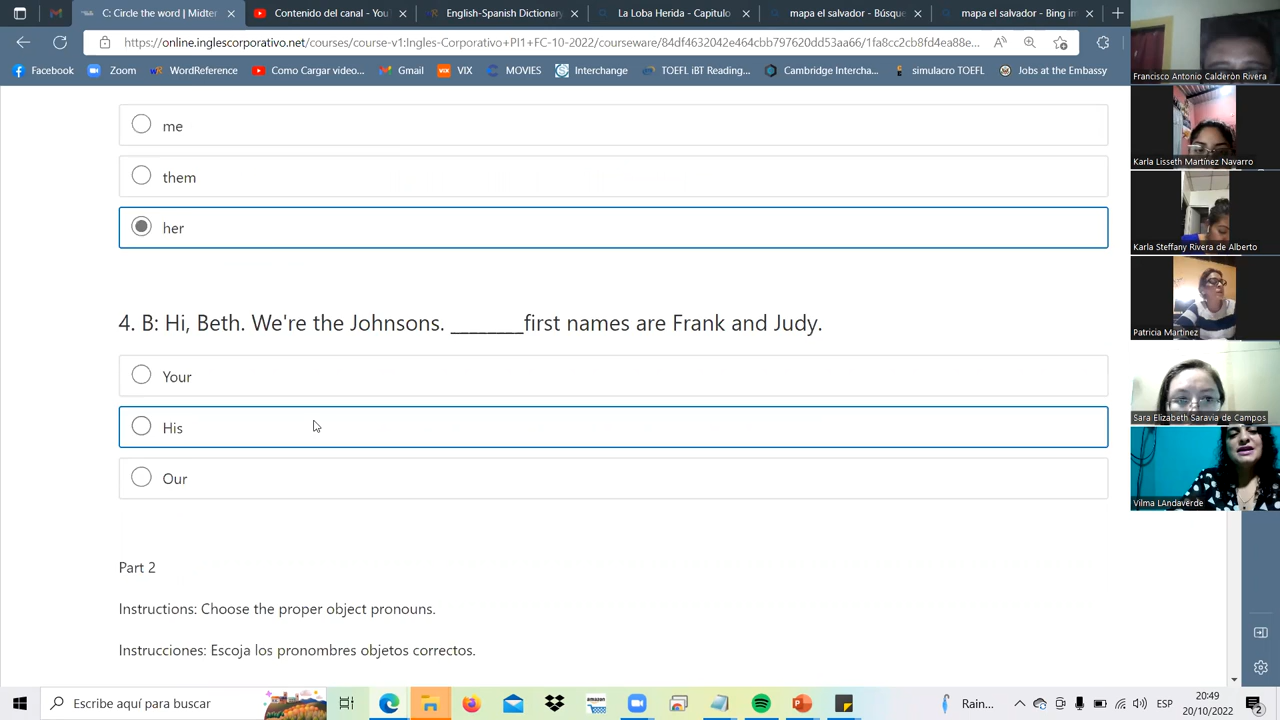 C: Circle the word | Midter
Contenido del canal - You
English-Spanish Dictionary
La Loba Herida - Capitulo
mapa el salvador - Búsque
mapa el salvador - Bing im
https://online.inglescorporativo.net/courses/course-v1:Ingles-Corporativo+PI1+FC-10-2022/courseware/84df4632042e464cbb797620dd53aa66/1fa8cc2cb8fd4ea88e...
Facebook
Zoom
WordReference
Como Cargar video...
Gmail
VIX
MOVIES
Interchange
TOEFL iBT Reading...
Cambridge Intercha...
simulacro TOEFL
Jobs at the Embassy
me
them
her
4. B: Hi, Beth. We're the Johnsons. ________first names are Frank and Judy.
Your
His
Our
Part 2
Instructions: Choose the proper object pronouns.
Instrucciones: Escoja los pronombres objetos correctos.
Francisco Antonio Calderón Rivera
Karla Lisseth Martínez Navarro
Karla Steffany Rivera de Alberto
Patricia Martinez
Sara Elizabeth Saravia de Campos
Vilma LAndaverde
Escribe aquí para buscar
Rain...
ESP
20:49
20/10/2022
2